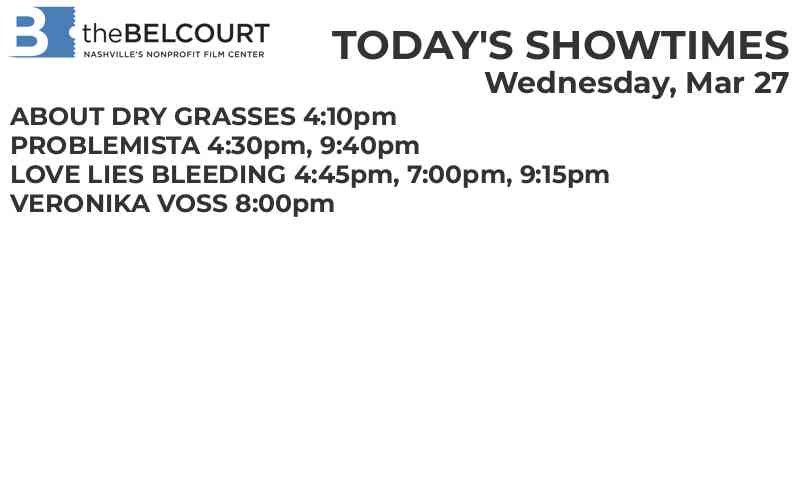 B theBELCOURT
NASHVILLE'S NONPROFIT FILM CENTER
TODAY'S SHOWTIMES
Wednesday, Mar 27
ABOUT DRY GRASSES 4:10pm
PROBLEMISTA 4:30pm, 9:40pm
LOVE LIES BLEEDING 4:45pm, 7:00pm, 9:15pm
VERONIKA VOSS 8:00pm